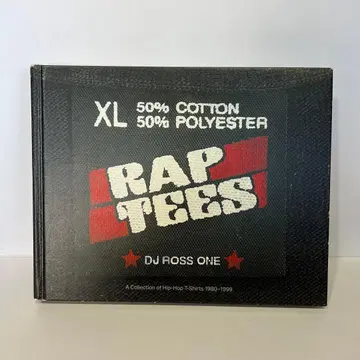 XL 50% COTTON
50% POLYESTER
RAP
TEES
DJ ROSS ONE
A Collection of Hip-Hop T-Shirts 1980-1999